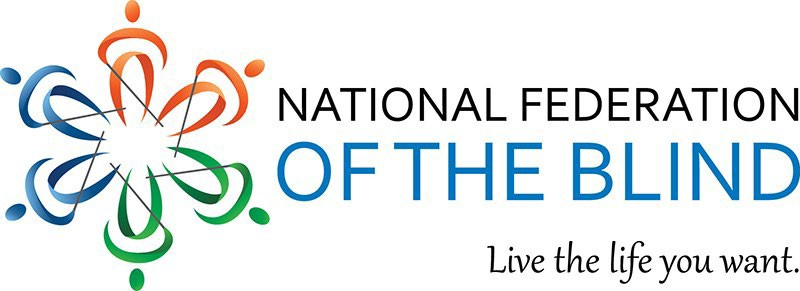 NATIONAL FEDERATION
OF THE BLIND
Live the life you want.